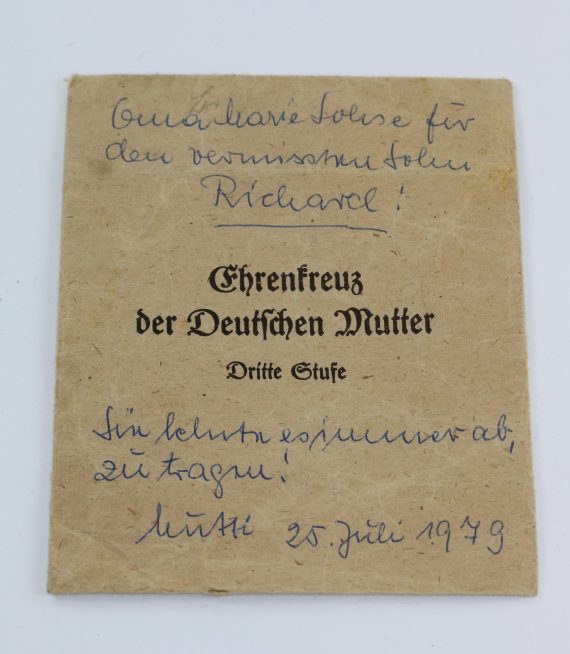 Oma Marie Lohse für
den vermissten Sohn
Richard!
Ehrenkreuz
der Deutschen Mutter
Dritte Stufe
Sie lehnte es immer ab,
zu tragen!
Mutti 25. Juli 1979